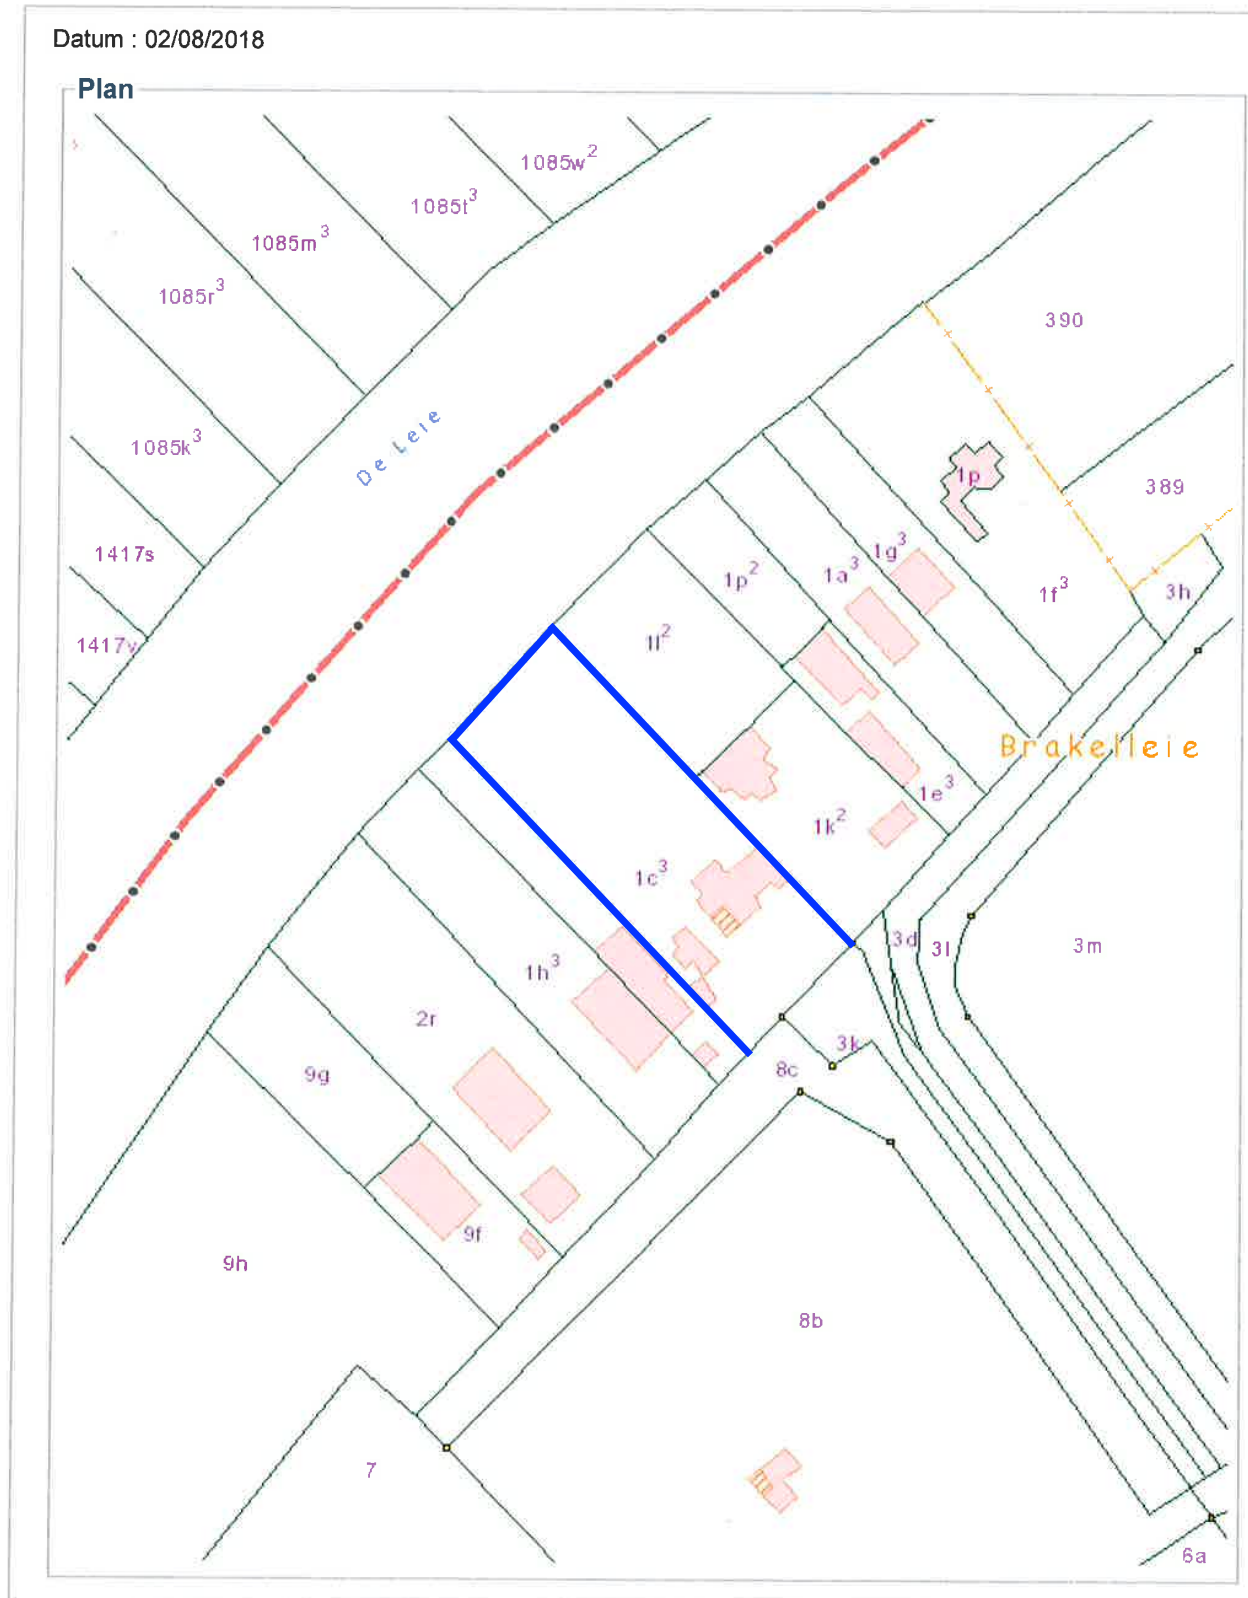 Datum : 02/08/2018
Plan
1085w²
1085t³
1085m³
1085r³
390
De Leie
1085k³
1p
389
1417s
1g³
1p²
1a³
1f³
3h
1l²
1417v
Brakelleie
1e³
1k²
1c³
3d
3l
3m
1h³
2r
3k
8c
9g
9f
9h
8b
7
6a